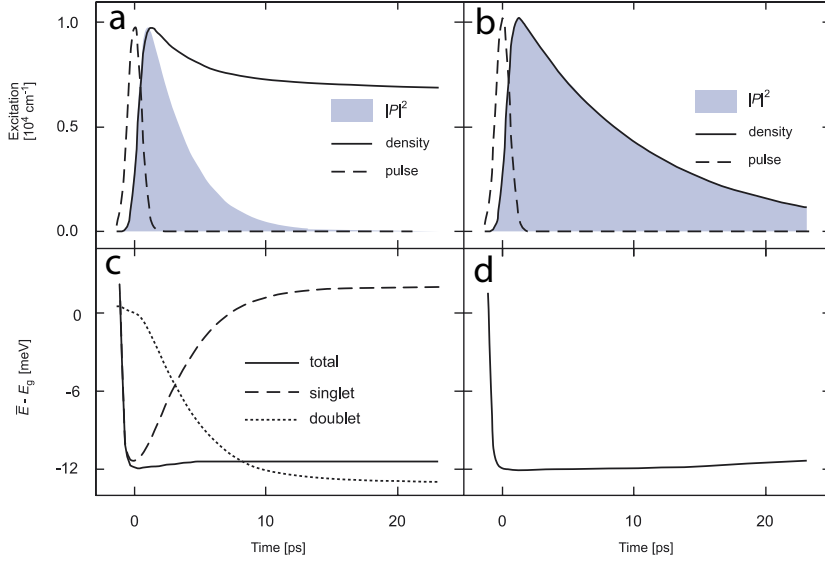 a
b
1.0
0.5
0.0
Excitation
[10⁴ cm⁻¹]
|P|²
density
pulse
|P|²
density
pulse
c
d
0
-6
-12
E̅ - E_g [meV]
total
singlet
doublet
0
10
20
0
10
20
Time [ps]
Time [ps]